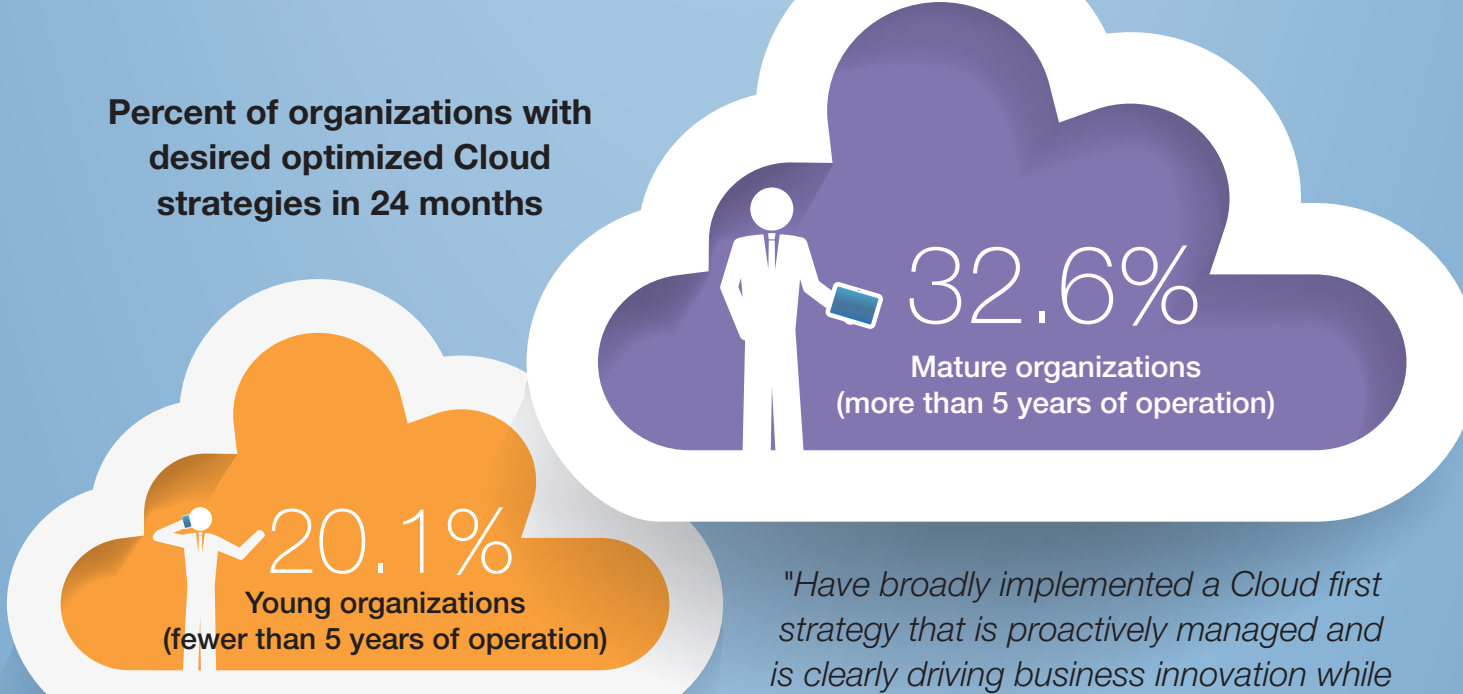 Percent of organizations with
desired optimized Cloud
strategies in 24 months
32.6%
Mature organizations
(more than 5 years of operation)
20.1%
Young organizations
(fewer than 5 years of operation)
"Have broadly implemented a Cloud first
strategy that is proactively managed and
is clearly driving business innovation while